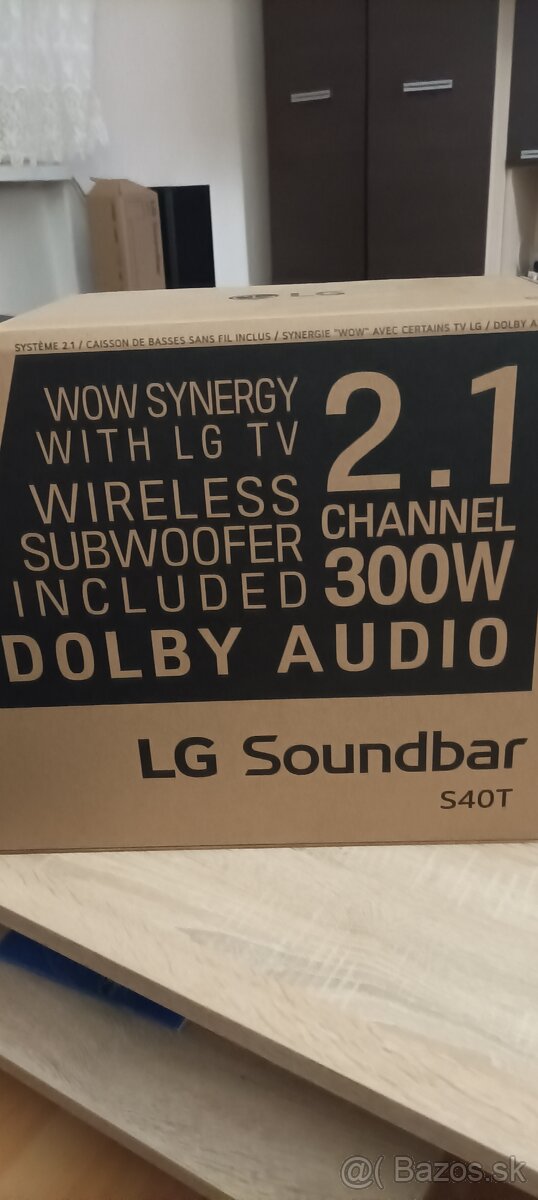 LG
SYSTÈME 2.1 / CAISSON DE BASSES SANS FIL INCLUS / SYNERGIE "WOW" AVEC CERTAINS TV LG / DOLBY A
WOW SYNERGY
WITH LG TV
WIRELESS
SUBWOOFER
INCLUDED
2.1
CHANNEL
300W
DOLBY AUDIO
LG Soundbar
S40T
@( Bazos.sk